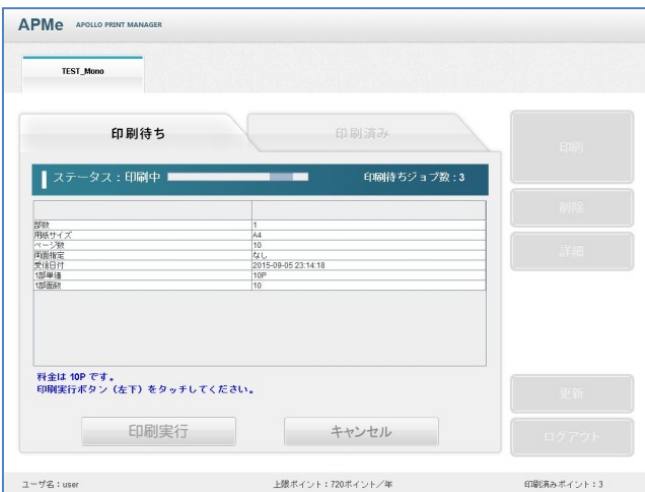 APMe APOLLO PRINT MANAGER
TEST_Mono
印刷待ち 印刷済み
印刷
ステータス:印刷中 印刷待ちジョブ数:3
削除
部数 1
用紙サイズ A4
ページ数 10
両面指定 なし
受信日付 2015-09-05 23:14:18
1部単価 10P
1部面数 10
詳細
料金は 10P です。
印刷実行ボタン(左下)をタッチしてください。
更新
印刷実行 キャンセル
ログアウト
ユーザ名:user 上限ポイント:720ポイント/年 印刷済みポイント:3